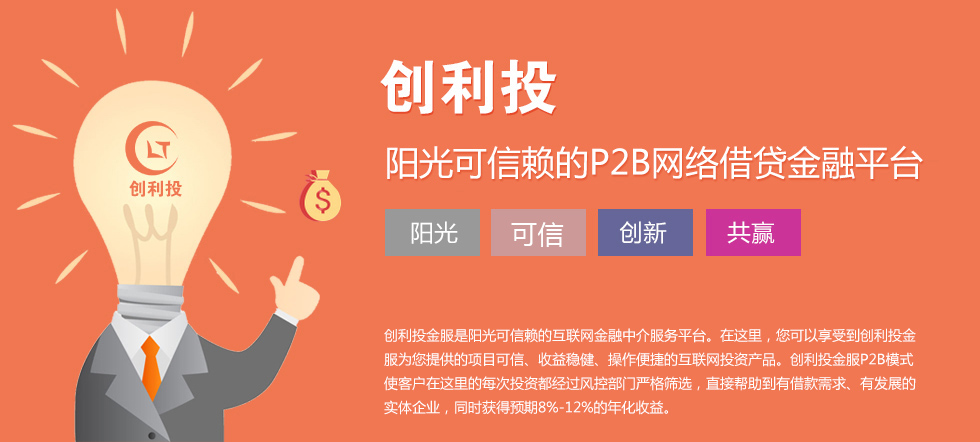 创利投
阳光可信赖的P2B网络借贷金融平台
阳光 可信 创新 共赢
创利投金服是阳光可信赖的互联网金融中介服务平台。在这里，您可以享受到创利投金
服为您提供的项目可信、收益稳健、操作便捷的互联网投资产品。创利投金服P2B模式
使客户在这里的每次投资都经过风控部门严格筛选，直接帮助到有借款需求、有发展的
实体企业，同时获得预期8%-12%的年化收益。
LT
创利投
$